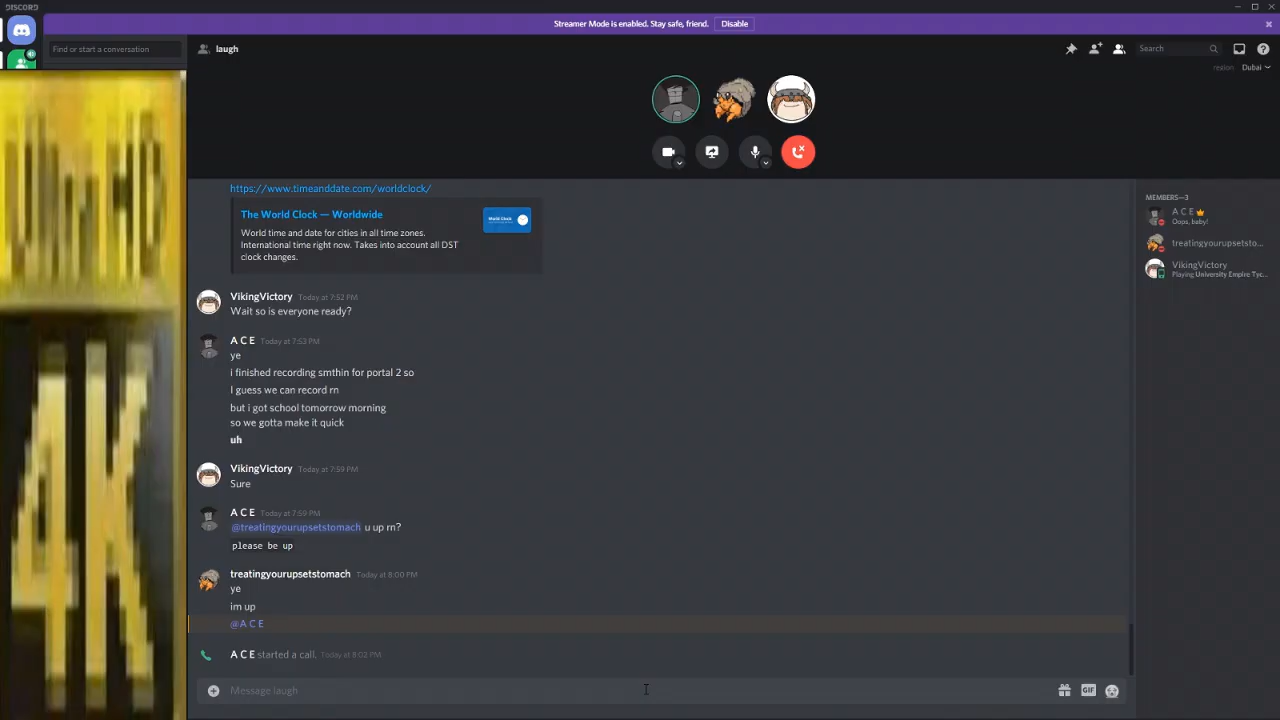 DISCORD
Streamer Mode is enabled. Stay safe, friend. Disable
Find or start a conversation
laugh
Search
region Dubai
https://www.timeanddate.com/worldclock/
The World Clock — Worldwide
World time and date for cities in all time zones.
International time right now. Takes into account all DST
clock changes.
World Clock
VikingVictory Today at 7:52 PM
Wait so is everyone ready?
A C E Today at 7:53 PM
ye
i finished recording smthin for portal 2 so
I guess we can record rn
but i got school tomorrow morning
so we gotta make it quick
uh
VikingVictory Today at 7:59 PM
Sure
A C E Today at 7:59 PM
@treatingyourupsetstomach u up rn?
please be up
treatingyourupsetstomach Today at 8:00 PM
ye
im up
@A C E
A C E started a call. Today at 8:02 PM
Message laugh
GIF
MEMBERS—3
A C E
Oops, baby!
treatingyourupsetsto...
VikingVictory
Playing University Empire Tyc...
4K